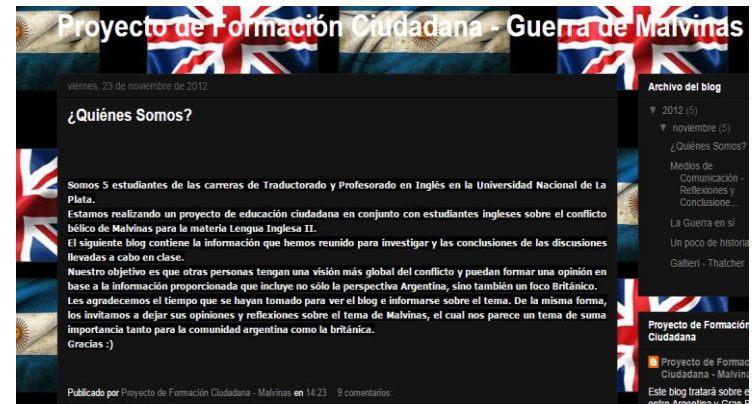 Proyecto de Formación Ciudadana - Guerra de Malvinas
viernes, 23 de noviembre de 2012
¿Quiénes Somos?
Somos 5 estudiantes de las carreras de Traductorado y Profesorado en Inglés en la Universidad Nacional de La
Plata.
Estamos realizando un proyecto de educación ciudadana en conjunto con estudiantes ingleses sobre el conflicto
bélico de Malvinas para la materia Lengua Inglesa II.
El siguiente blog contiene la información que hemos reunido para investigar y las conclusiones de las discusiones
llevadas a cabo en clase.
Nuestro objetivo es que otras personas tengan una visión más global del conflicto y puedan formar una opinión en
base a la información proporcionada que incluye no sólo la perspectiva Argentina, sino también un foco Británico.
Les agradecemos el tiempo que se hayan tomado para ver el blog e informarse sobre el tema. De la misma forma,
los invitamos a dejar sus opiniones y reflexiones sobre el tema de Malvinas, el cual nos parece un tema de suma
importancia tanto para la comunidad argentina como la británica.
Gracias :)
Publicado por Proyecto de Formación Ciudadana - Malvinas en 14:23 9 comentarios:
Archivo del blog
▼ 2012 (5)
▼ noviembre (5)
¿Quiénes Somos?
Medios de
Comunicación -
Reflexiones y
Conclusione...
La Guerra en sí
Un poco de historia
Galtieri - Thatcher
Proyecto de Formación
Ciudadana
Proyecto de Formac
Ciudadana - Malvina
Este blog tratará sobre e
entre Argentina y Gran B